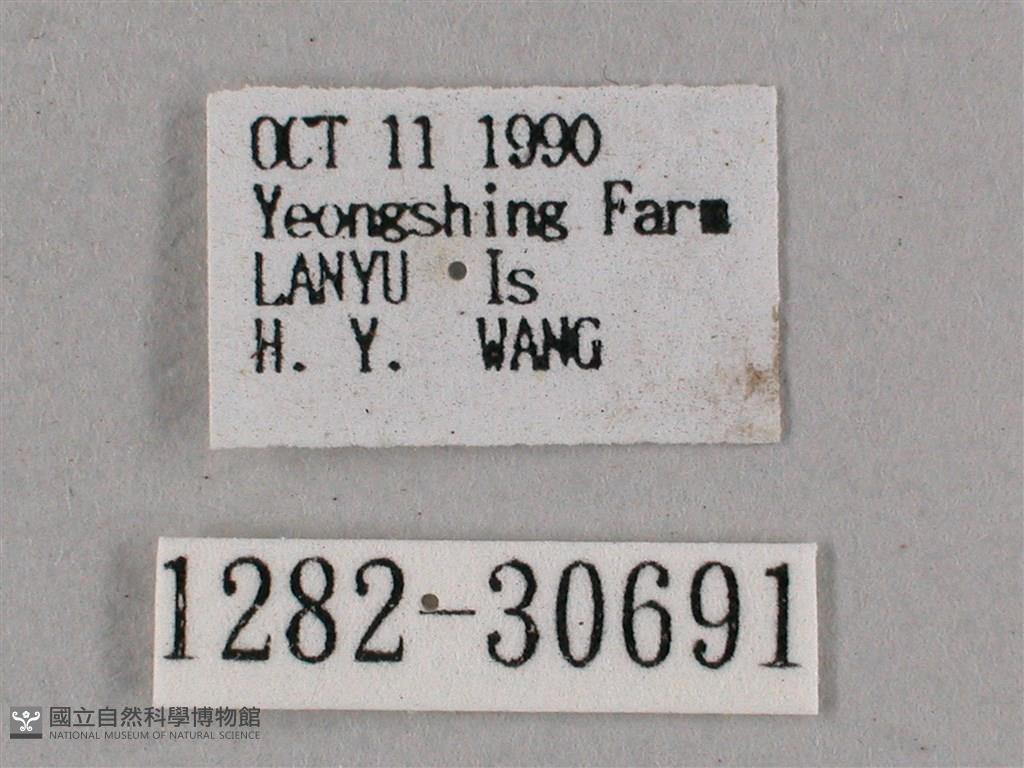 OCT 11 1990
Yeongshing Farm
LANYU Is
H. Y. WANG
1282-30691
國立自然科學博物館
NATIONAL MUSEUM OF NATURAL SCIENCE